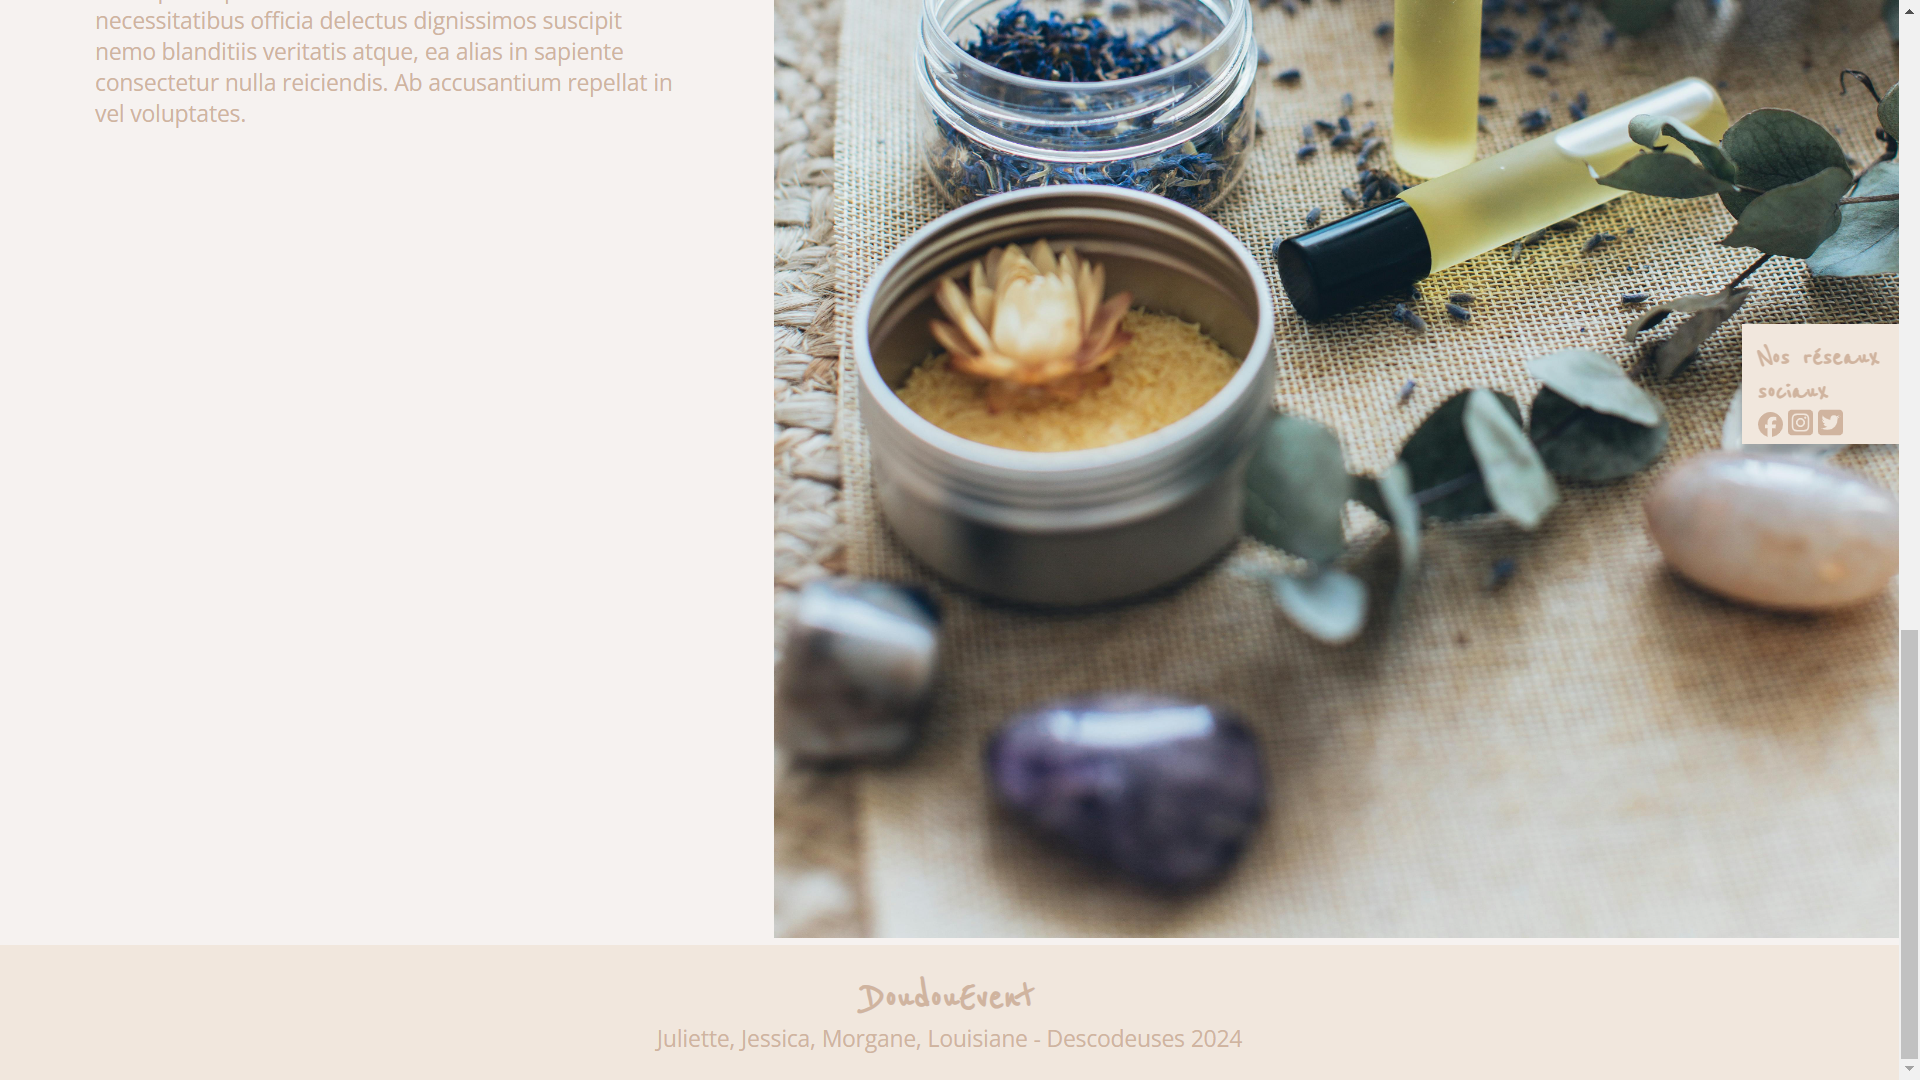 necessitatibus officia delectus dignissimos suscipit
nemo blanditiis veritatis atque, ea alias in sapiente
consectetur nulla reiciendis. Ab accusantium repellat in
vel voluptates.
Nos réseaux
sociaux
DoudouEvent
Juliette, Jessica, Morgane, Louisiane - Descodeuses 2024